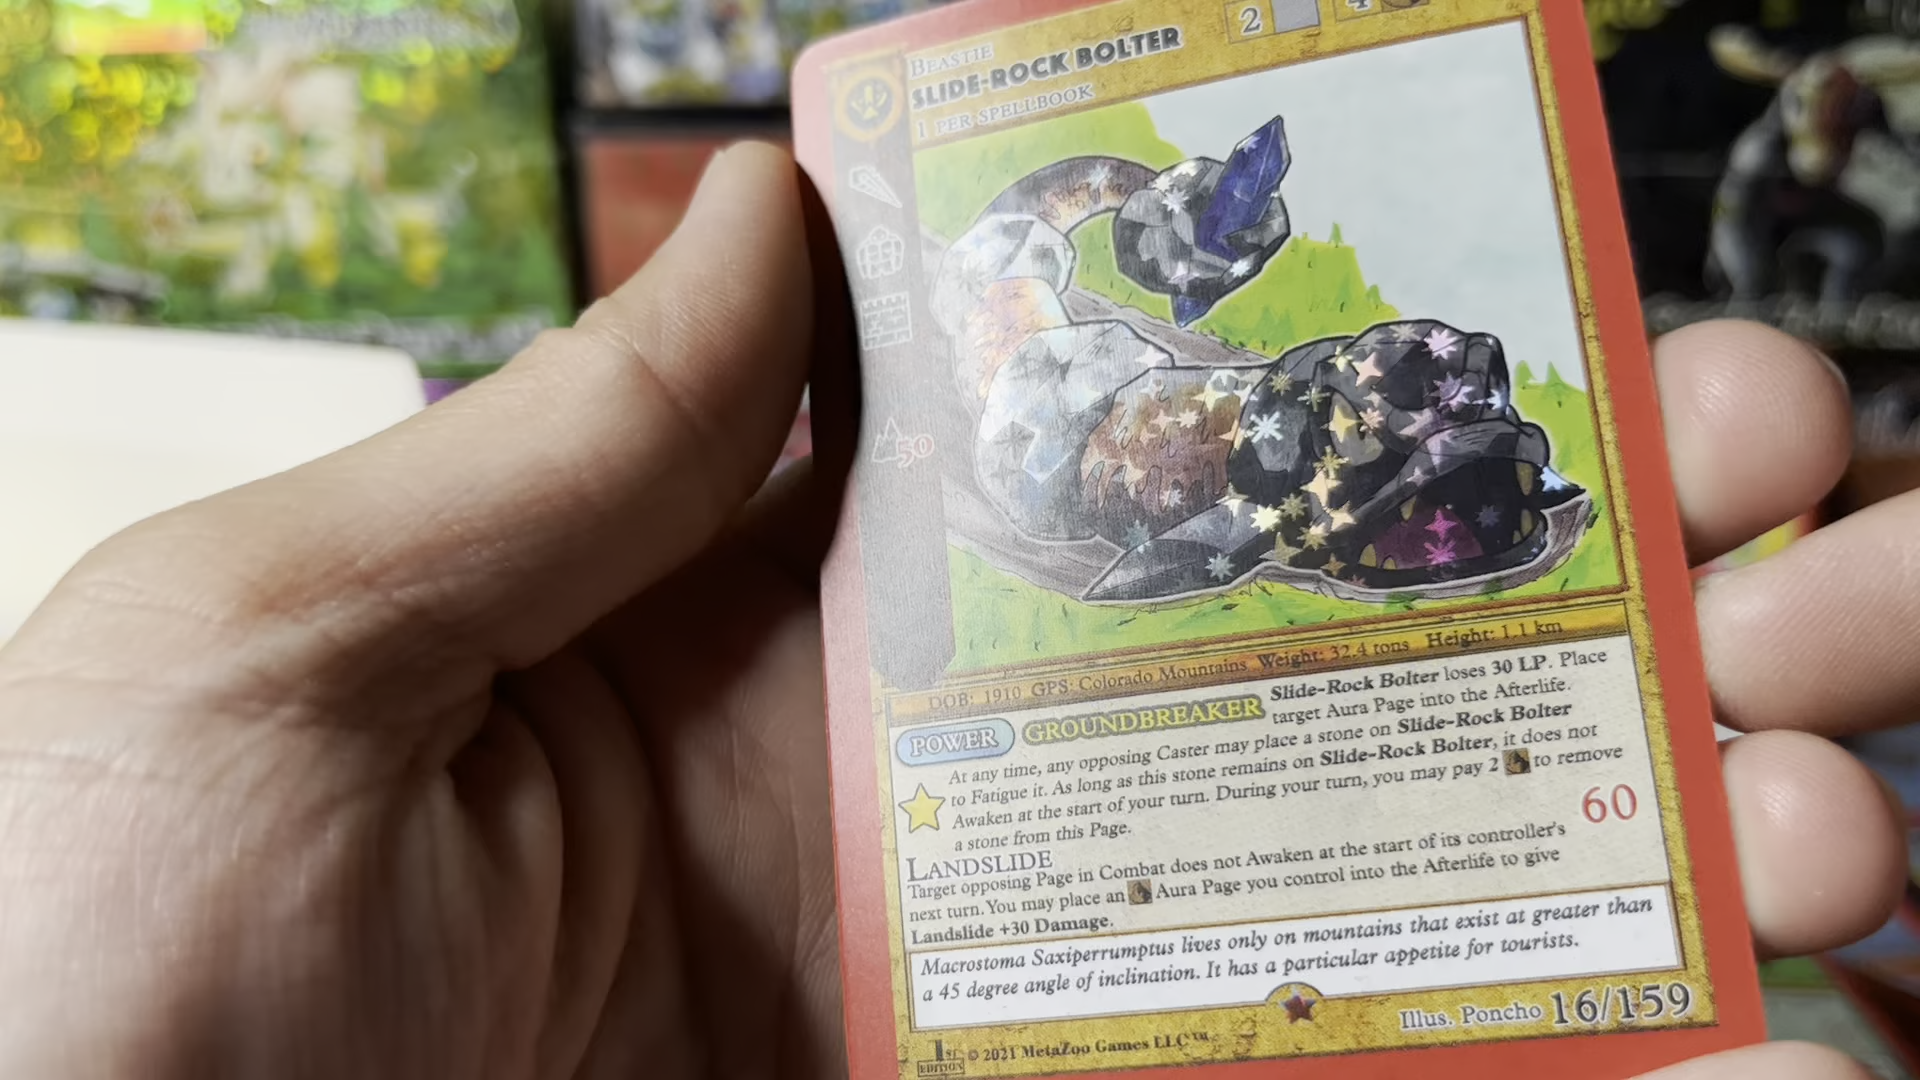 BEASTIE
SLIDE-ROCK BOLTER
1 PER SPELLBOOK
2
50
DOB: 1910 GPS: Colorado Mountains Weight: 32.4 tons Height: 1.1 km
POWER GROUNDBREAKER Slide-Rock Bolter loses 30 LP. Place
target Aura Page into the Afterlife.
At any time, any opposing Caster may place a stone on Slide-Rock Bolter
to Fatigue it. As long as this stone remains on Slide-Rock Bolter, it does not
Awaken at the start of your turn. During your turn, you may pay 2 to remove
a stone from this Page.
60
LANDSLIDE
Target opposing Page in Combat does not Awaken at the start of its controller's
next turn. You may place an Aura Page you control into the Afterlife to give
Landslide +30 Damage.
Macrostoma Saxiperrumptus lives only on mountains that exist at greater than
a 45 degree angle of inclination. It has a particular appetite for tourists.
1ST EDITION © 2021 MetaZoo Games LLC™ Illus. Poncho 16/159